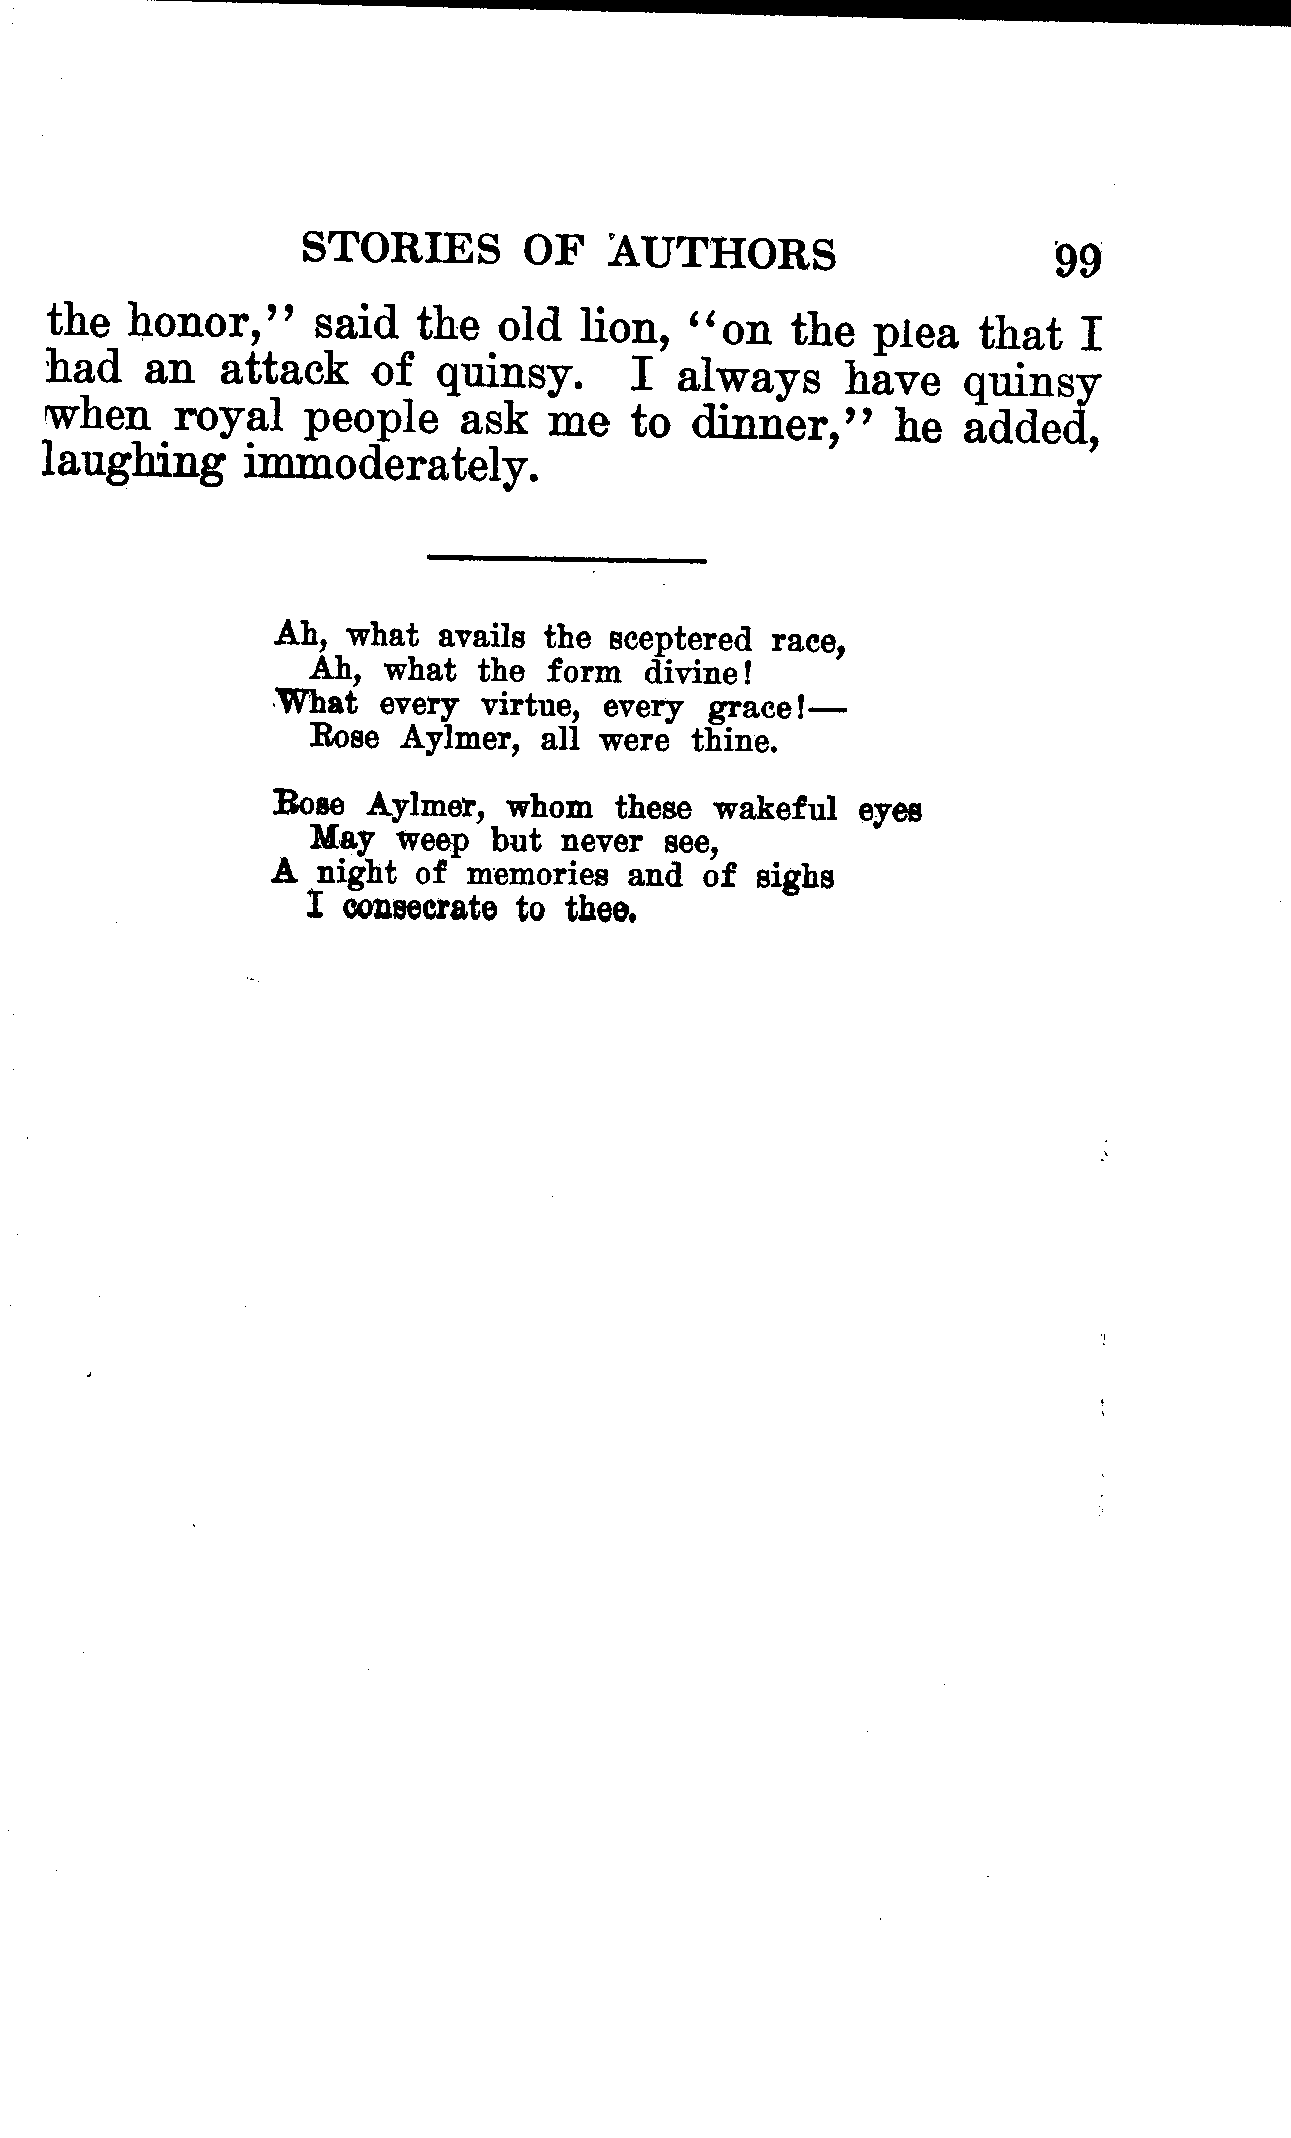 STORIES OF AUTHORS 99
the honor,'' said the old lion, ''on the plea that I
had an attack of quinsy. I always have quinsy
when royal people ask me to dinner,'' he added,
laughing immoderately.
Ah, what avails the sceptered race,
Ah, what the form divine!
What every virtue, every grace!—
Rose Aylmer, all were thine.
Rose Aylmer, whom these wakeful eyes
May weep but never see,
A night of memories and of sighs
I consecrate to thee.